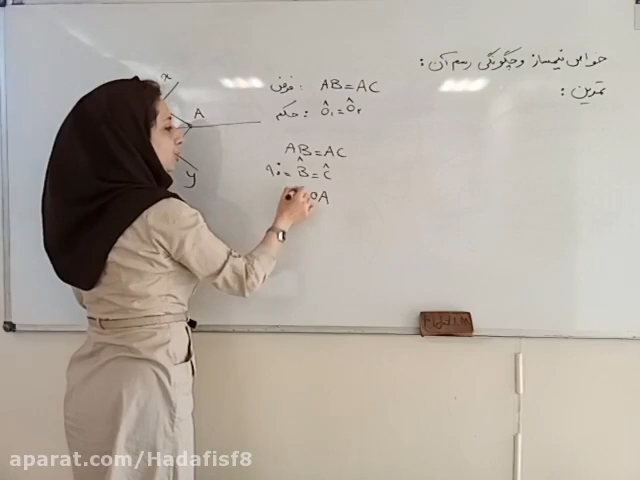 خواص نیمساز و چگونگی رسم آن :
تمرین :
فرض : AB=AC
حکم : Ô₁=Ô₂
AB=AC
۹۰°= B̂=Ĉ
OA
x
A
y
aparat.com/Hadafisf8